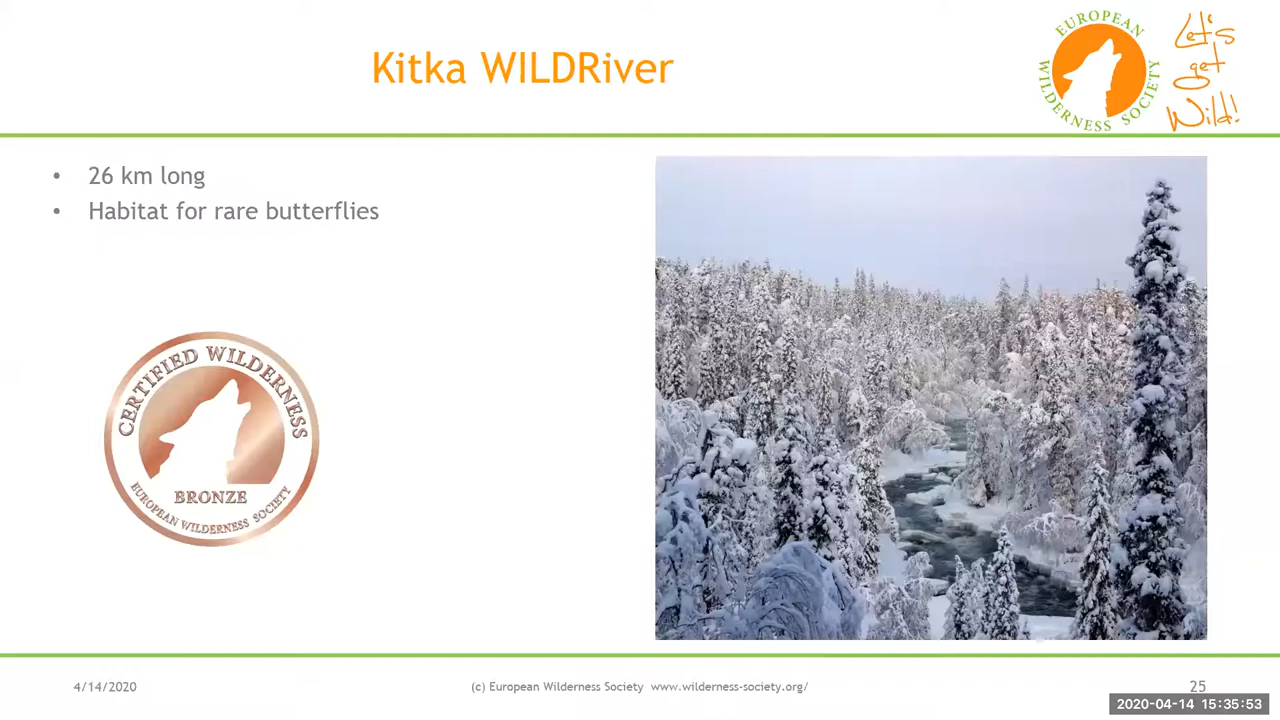 Kitka WILDRiver
EUROPEAN
WILDERNESS SOCIETY
Let's
get
Wild!
• 26 km long
• Habitat for rare butterflies
CERTIFIED WILDERNESS
BRONZE
EUROPEAN WILDERNESS SOCIETY
4/14/2020
(c) European Wilderness Society www.wilderness-society.org/
25
2020-04-14 15:35:53